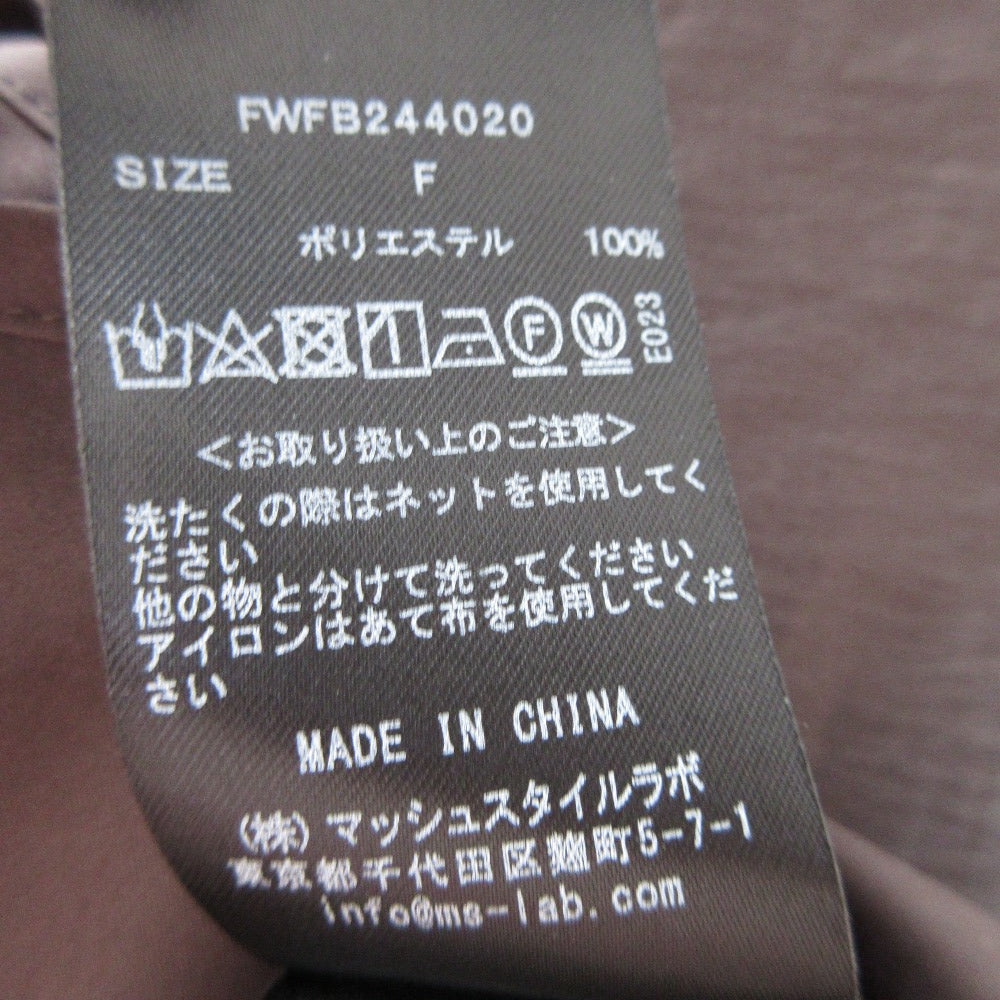 FWFB244020
SIZE F
ポリエステル 100%
F
W
E023
<お取り扱い上のご注意>
洗たくの際はネットを使用してく
ださい
他の物と分けて洗ってください
アイロンはあて布を使用してくだ
さい
MADE IN CHINA
(株)マッシュスタイルラボ
東京都千代田区麹町5-7-1
info@ms-lab.com